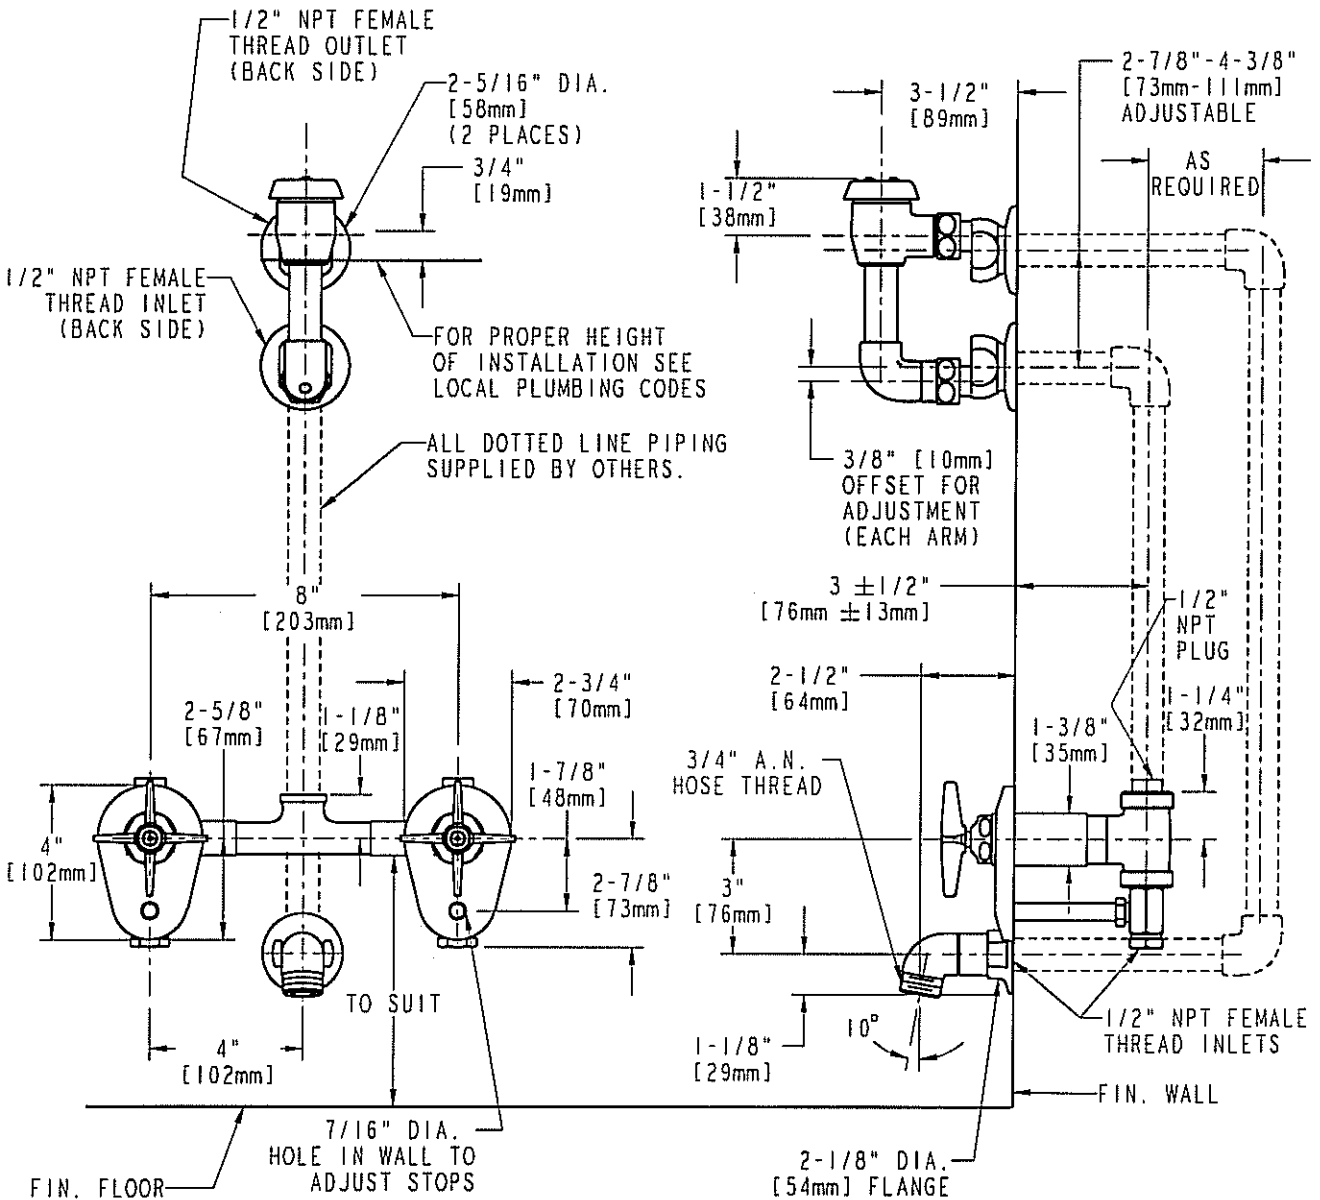 1/2" NPT FEMALE
THREAD OUTLET
(BACK SIDE)
2-5/16" DIA.
[58mm]
(2 PLACES)
3/4"
[19mm]
1/2" NPT FEMALE
THREAD INLET
(BACK SIDE)
FOR PROPER HEIGHT
OF INSTALLATION SEE
LOCAL PLUMBING CODES
ALL DOTTED LINE PIPING
SUPPLIED BY OTHERS.
8"
[203mm]
2-3/4"
[70mm]
2-5/8"
[67mm]
1-1/8"
[29mm]
1-7/8"
[48mm]
4"
[102mm]
2-7/8"
[73mm]
TO SUIT
4"
[102mm]
7/16" DIA.
HOLE IN WALL TO
ADJUST STOPS
FIN. FLOOR
3-1/2"
[89mm]
2-7/8"-4-3/8"
[73mm-111mm]
ADJUSTABLE
AS
REQUIRED
1-1/2"
[38mm]
3/8" [10mm]
OFFSET FOR
ADJUSTMENT
(EACH ARM)
3 ±1/2"
[76mm ±13mm]
1/2"
NPT
PLUG
2-1/2"
[64mm]
1-1/4"
[32mm]
1-3/8"
[35mm]
3/4" A.N.
HOSE THREAD
3"
[76mm]
10°
1-1/8"
[29mm]
1/2" NPT FEMALE
THREAD INLETS
FIN. WALL
2-1/8" DIA.
[54mm] FLANGE